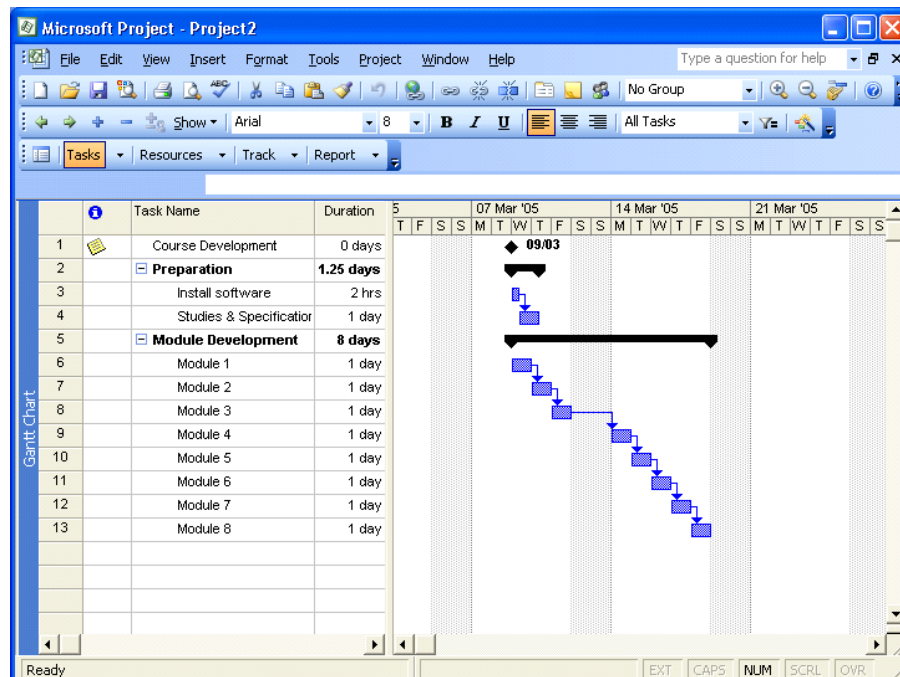 Microsoft Project - Project2
File Edit View Insert Format Tools Project Window Help Type a question for help
ABC No Group
Show Arial 8 B I U All Tasks Y=
Tasks Resources Track Report
Task Name Duration 5 07 Mar '05 14 Mar '05 21 Mar '05
T F S S M T W T F S S M T W T F S S M T W T F S S
1 Course Development 0 days 09/03
2 Preparation 1.25 days
3 Install software 2 hrs
4 Studies & Specification 1 day
5 Module Development 8 days
6 Module 1 1 day
7 Module 2 1 day
8 Module 3 1 day
9 Module 4 1 day
10 Module 5 1 day
11 Module 6 1 day
12 Module 7 1 day
13 Module 8 1 day
Gantt Chart
Ready EXT CAPS NUM SCRL OVR